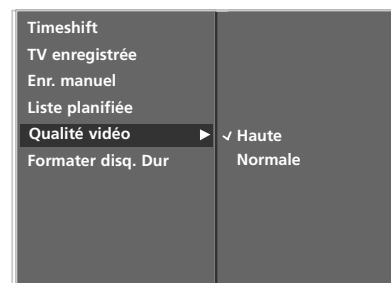 Timeshift
TV enregistrée
Enr. manuel
Liste planifiée
Qualité vidéo
Haute
Formater disq. Dur
Normale